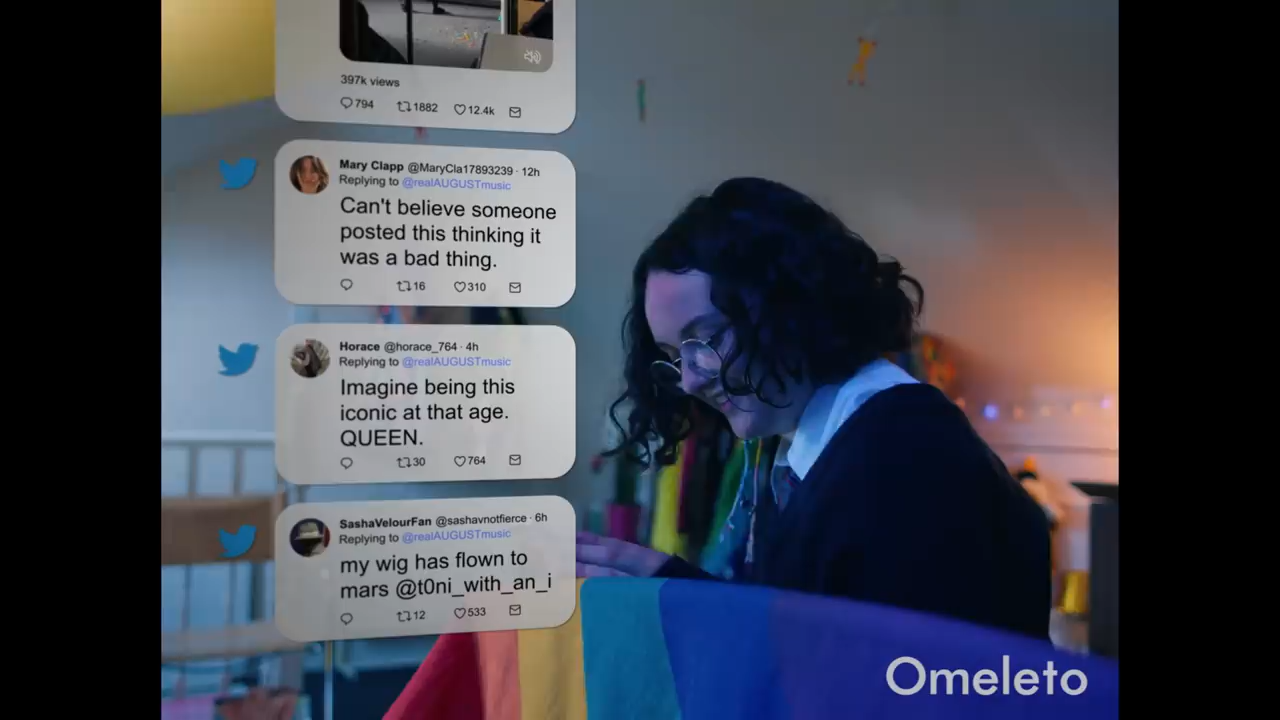 397k views
794 1882 12.4k
Mary Clapp @MaryCla17893239 · 12h
Replying to @realAUGUSTmusic
Can't believe someone
posted this thinking it
was a bad thing.
16 310
Horace @horace_764 · 4h
Replying to @realAUGUSTmusic
Imagine being this
iconic at that age.
QUEEN.
30 764
SashaVelourFan @sashavnotfierce · 6h
Replying to @realAUGUSTmusic
my wig has flown to
mars @t0ni_with_an_i
12 533
Omeleto